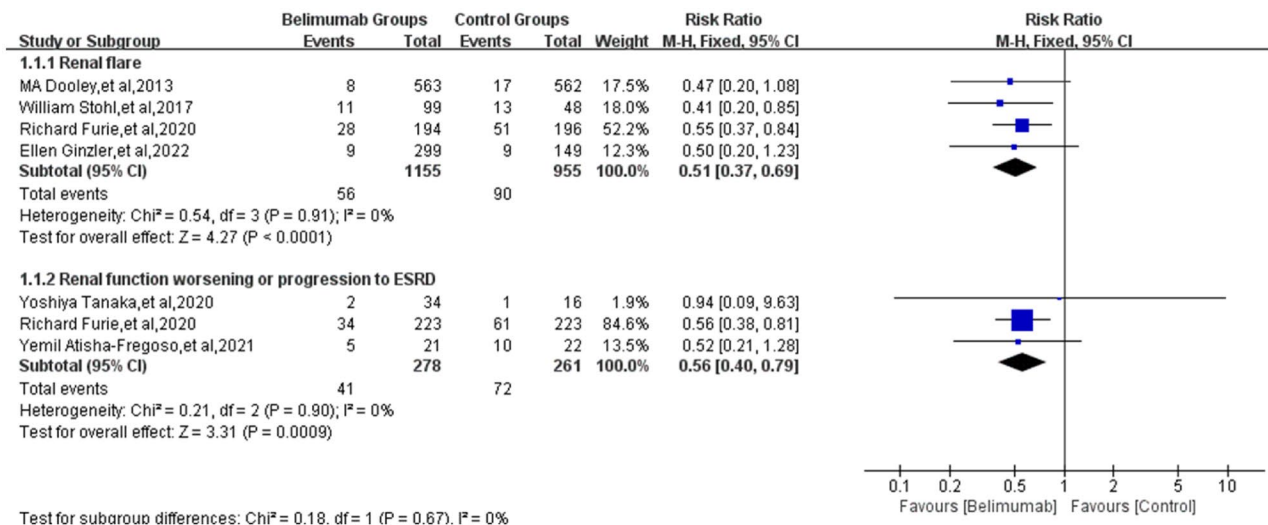 Belimumab Groups Control Groups Risk Ratio Risk Ratio
Study or Subgroup Events Total Events Total Weight M-H, Fixed, 95% CI M-H, Fixed, 95% CI
1.1.1 Renal flare
MA Dooley,et al,2013 8 563 17 562 17.5% 0.47 [0.20, 1.08]
William Stohl,et al,2017 11 99 13 48 18.0% 0.41 [0.20, 0.85]
Richard Furie,et al,2020 28 194 51 196 52.2% 0.55 [0.37, 0.84]
Ellen Ginzler,et al,2022 9 299 9 149 12.3% 0.50 [0.20, 1.23]
Subtotal (95% CI) 1155 955 100.0% 0.51 [0.37, 0.69]
Total events 56 90
Heterogeneity: Chi² = 0.54, df = 3 (P = 0.91); I² = 0%
Test for overall effect: Z = 4.27 (P < 0.0001)
1.1.2 Renal function worsening or progression to ESRD
Yoshiya Tanaka,et al,2020 2 34 1 16 1.9% 0.94 [0.09, 9.63]
Richard Furie,et al,2020 34 223 61 223 84.6% 0.56 [0.38, 0.81]
Yemil Atisha-Fregoso,et al,2021 5 21 10 22 13.5% 0.52 [0.21, 1.28]
Subtotal (95% CI) 278 261 100.0% 0.56 [0.40, 0.79]
Total events 41 72
Heterogeneity: Chi² = 0.21, df = 2 (P = 0.90); I² = 0%
Test for overall effect: Z = 3.31 (P = 0.0009)
0.1 0.2 0.5 1 2 5 10
Favours [Belimumab] Favours [Control]
Test for subgroup differences: Chi² = 0.18, df = 1 (P = 0.67), I² = 0%